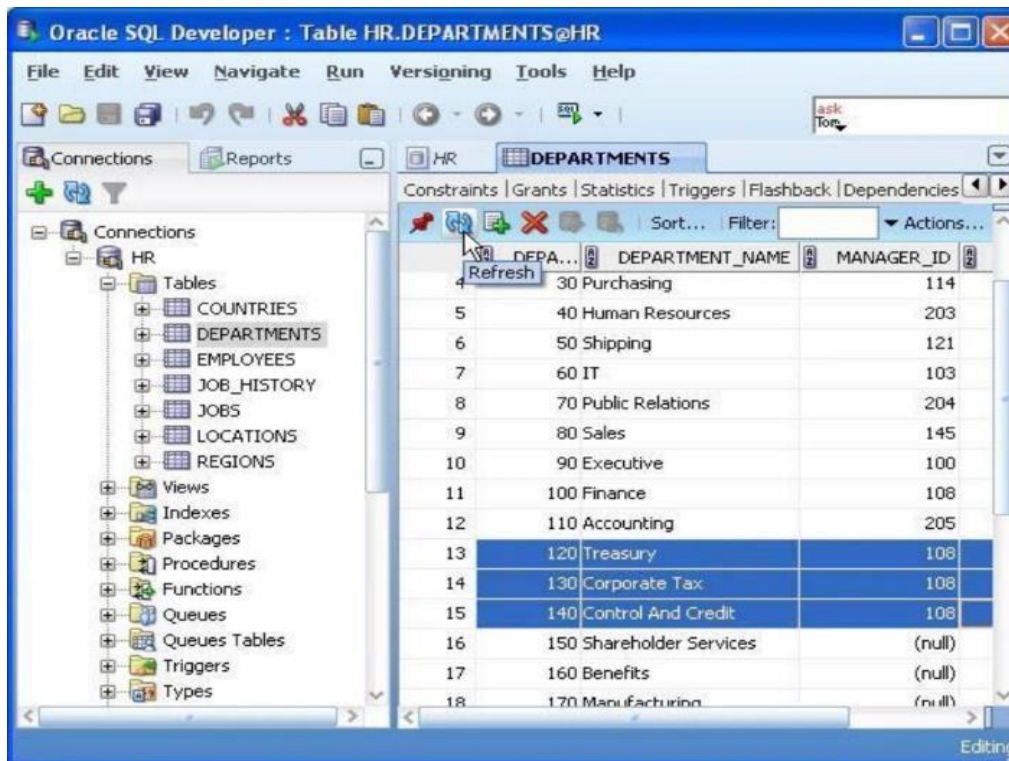 Oracle SQL Developer : Table HR.DEPARTMENTS@HR
File Edit View Navigate Run Versioning Tools Help
ask
Tom
Connections Reports HR DEPARTMENTS
Constraints | Grants | Statistics | Triggers | Flashback | Dependencies
Sort... Filter: Actions...
Refresh
DEPA... DEPARTMENT_NAME MANAGER_ID
4 30 Purchasing 114
5 40 Human Resources 203
6 50 Shipping 121
7 60 IT 103
8 70 Public Relations 204
9 80 Sales 145
10 90 Executive 100
11 100 Finance 108
12 110 Accounting 205
13 120 Treasury 108
14 130 Corporate Tax 108
15 140 Control And Credit 108
16 150 Shareholder Services (null)
17 160 Benefits (null)
18 170 Manufacturing (null)
Connections
HR
Tables
COUNTRIES
DEPARTMENTS
EMPLOYEES
JOB_HISTORY
JOBS
LOCATIONS
REGIONS
Views
Indexes
Packages
Procedures
Functions
Queues
Queues Tables
Triggers
Types
Editing